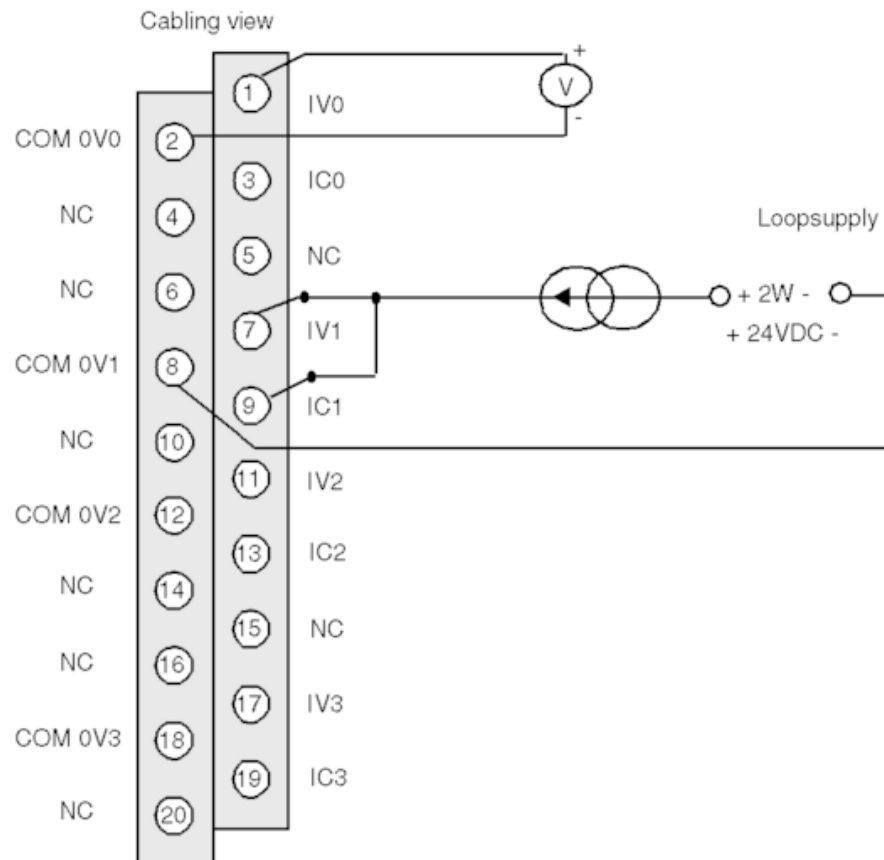 Cabling view
+
1
V
IV0
-
COM 0V0
2
3
IC0
NC
4
Loopsupply
5
NC
NC
6
+ 2W -
7
IV1
+ 24VDC -
COM 0V1
8
9
IC1
NC
10
11
IV2
COM 0V2
12
13
IC2
NC
14
15
NC
NC
16
17
IV3
COM 0V3
18
19
IC3
NC
20